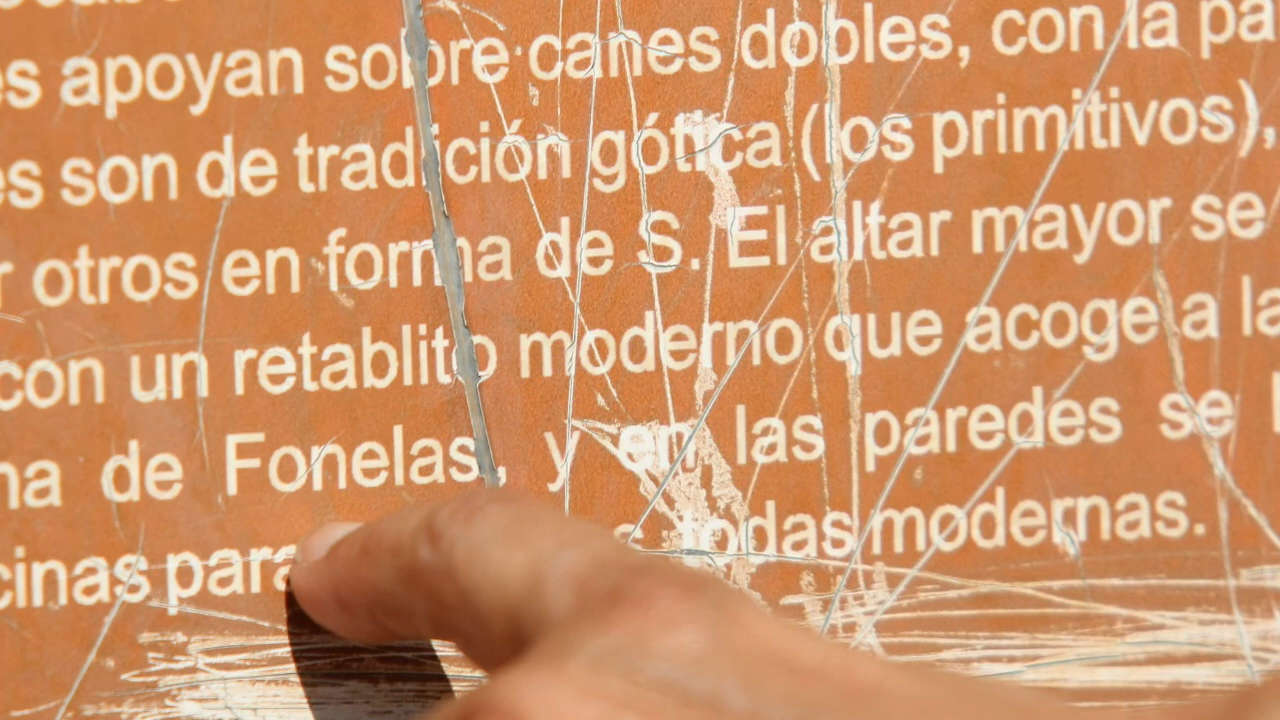 es apoyan sobre canes dobles, con la pa
es son de tradición gótica (los primitivos),
r otros en forma de S. El altar mayor se
con un retablito moderno que acoge a la
na de Fonelas, y en las paredes se
cinas para todas modernas.